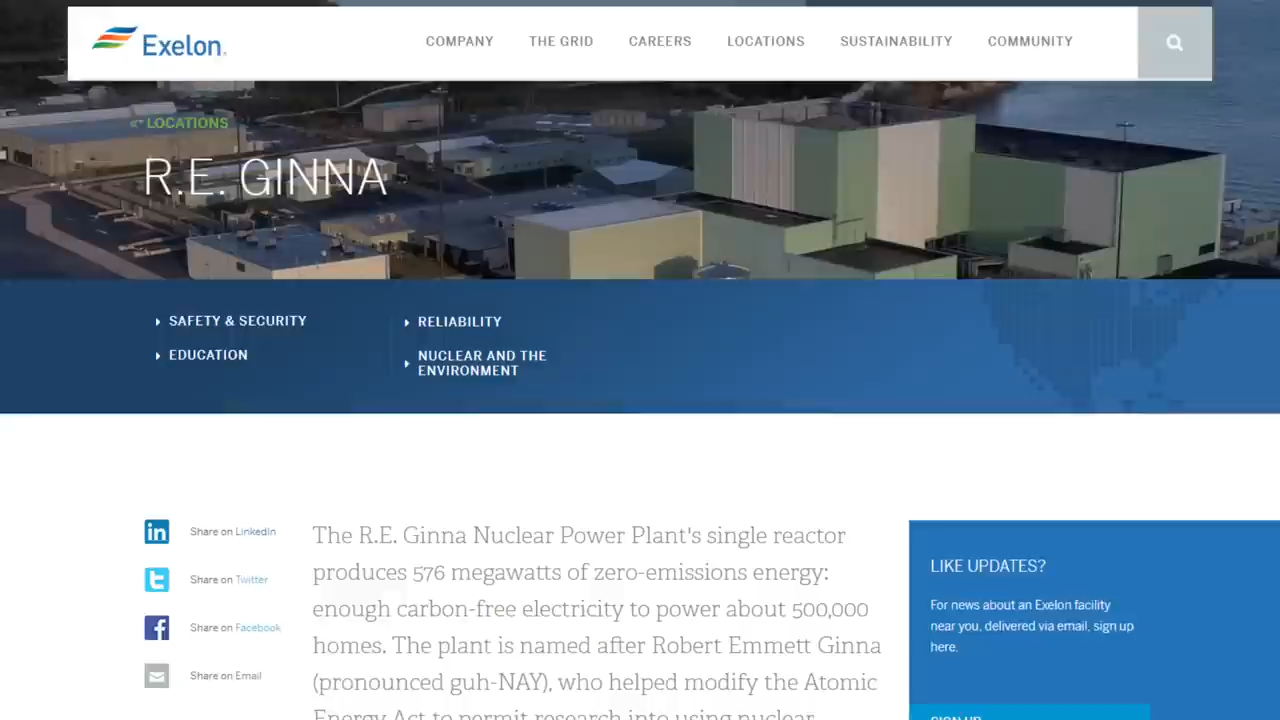 Exelon
COMPANY THE GRID CAREERS LOCATIONS SUSTAINABILITY COMMUNITY
LOCATIONS
R.E. GINNA
SAFETY & SECURITY
EDUCATION
RELIABILITY
NUCLEAR AND THE
ENVIRONMENT
in Share on LinkedIn
Share on Twitter
f Share on Facebook
Share on Email
The R.E. Ginna Nuclear Power Plant's single reactor
produces 576 megawatts of zero-emissions energy:
enough carbon-free electricity to power about 500,000
homes. The plant is named after Robert Emmett Ginna
(pronounced guh-NAY), who helped modify the Atomic
Energy Act to permit research into using nuclear
LIKE UPDATES?
For news about an Exelon facility
near you, delivered via email, sign up
here.
SIGN UP